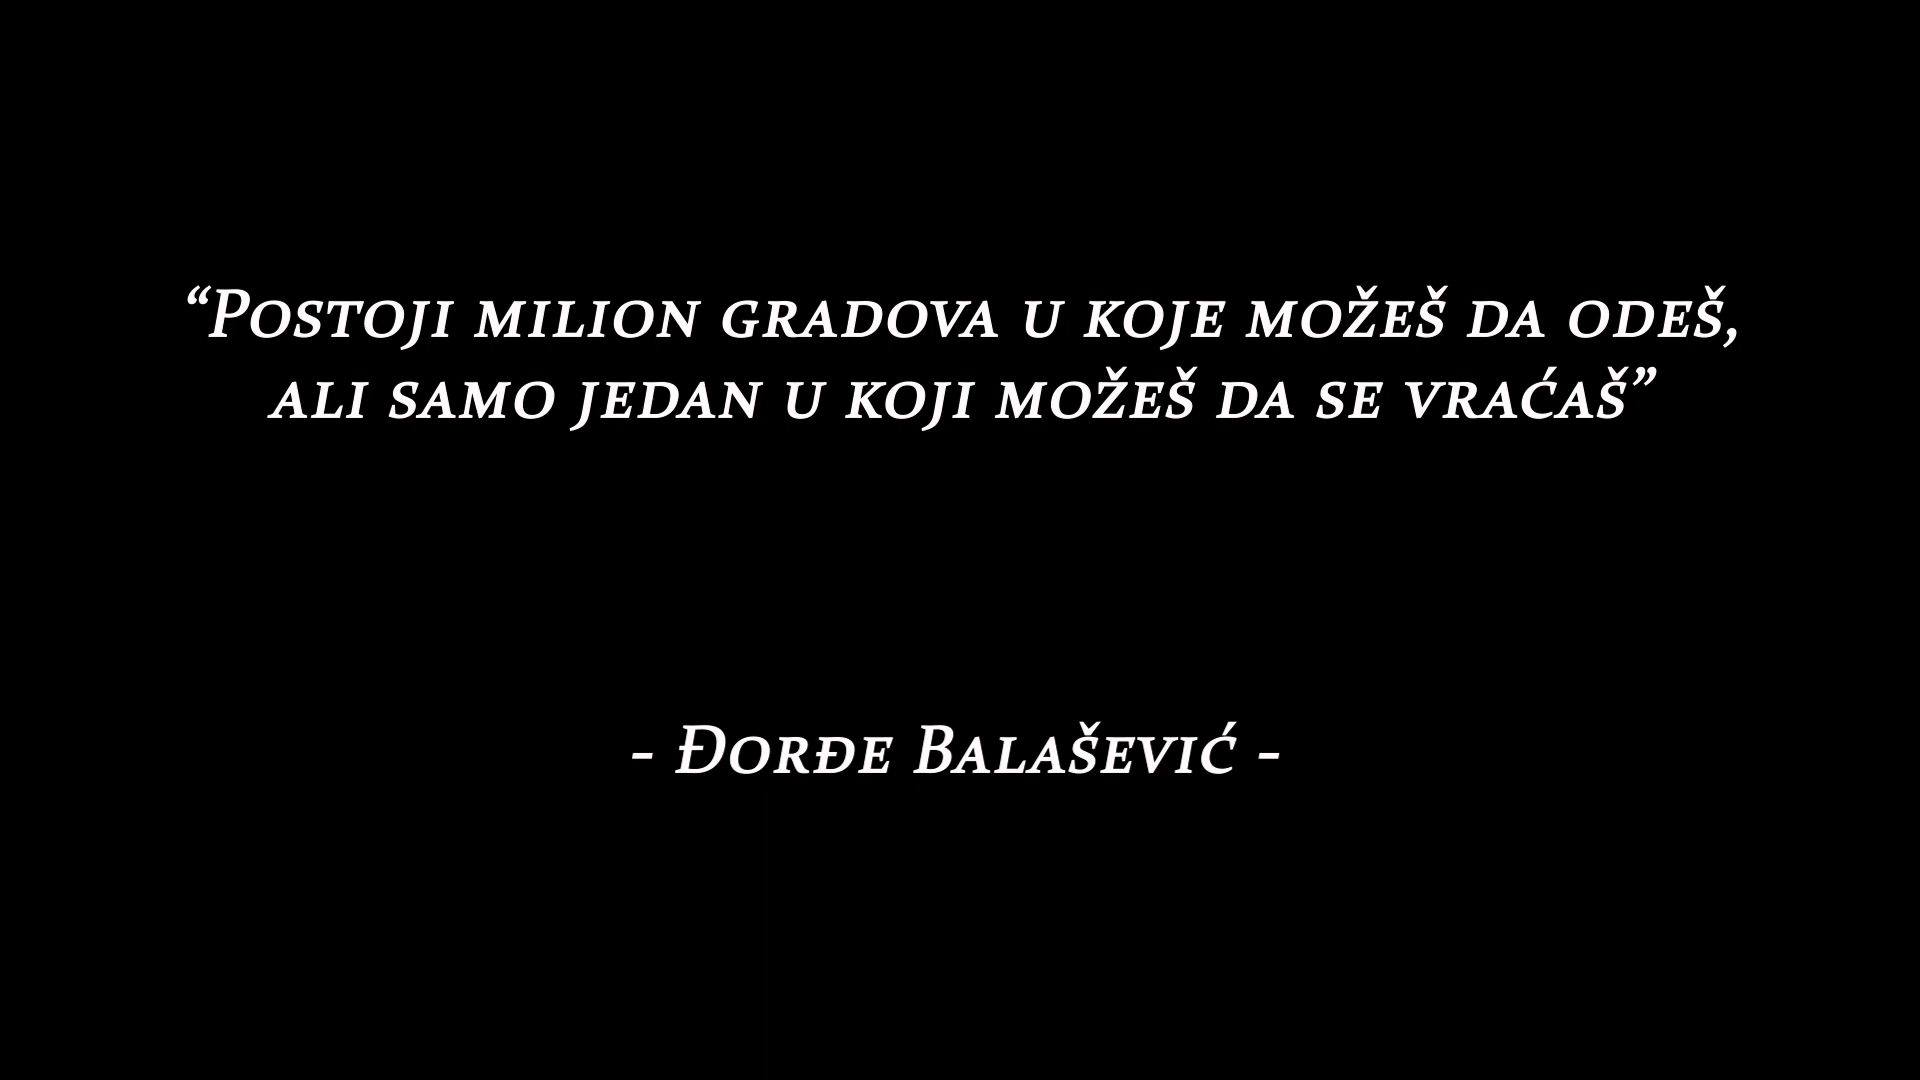 “Postoji milion gradova u koje možeš da odeš,
ali samo jedan u koji možeš da se vraćaš”
- Đorđe Balašević -